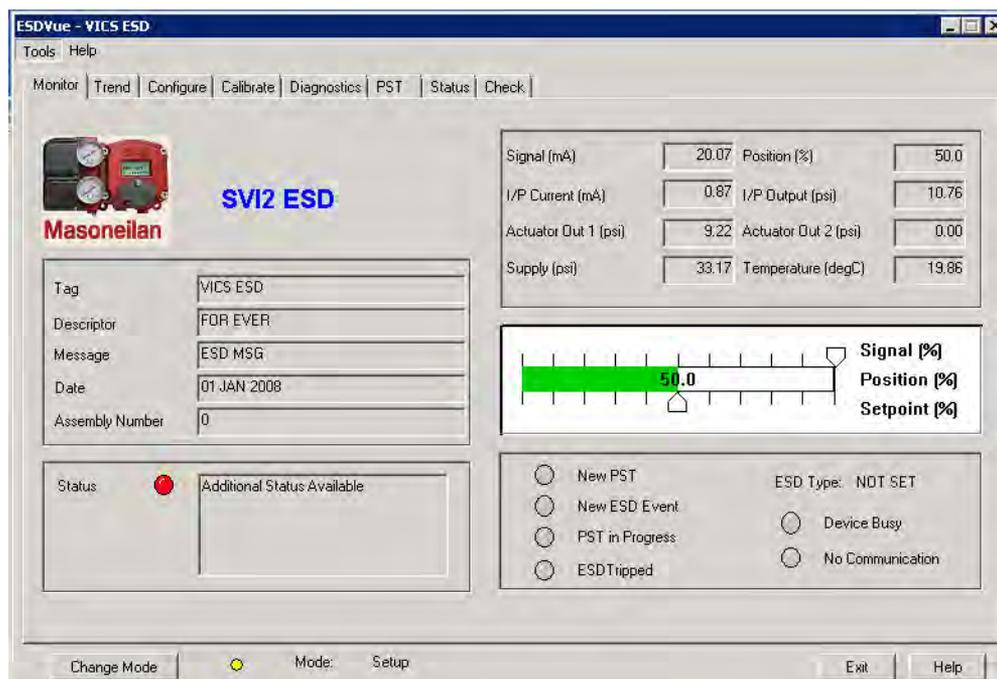 ESDVue - VICS ESD
Tools Help
Monitor Trend Configure Calibrate Diagnostics PST Status Check
Masoneilan
SVI2 ESD
Signal (mA) 20.07 Position (%) 50.0
I/P Current (mA) 0.87 I/P Output (psi) 10.76
Actuator Out 1 (psi) 9.22 Actuator Out 2 (psi) 0.00
Supply (psi) 33.17 Temperature (degC) 19.86
Tag VICS ESD
Descriptor FOR EVER
Message ESD MSG
Date 01 JAN 2008
Assembly Number 0
50.0
Signal (%)
Position (%)
Setpoint (%)
Status Additional Status Available
New PST
New ESD Event
PST in Progress
ESDTripped
ESD Type: NOT SET
Device Busy
No Communication
Change Mode Mode: Setup Exit Help